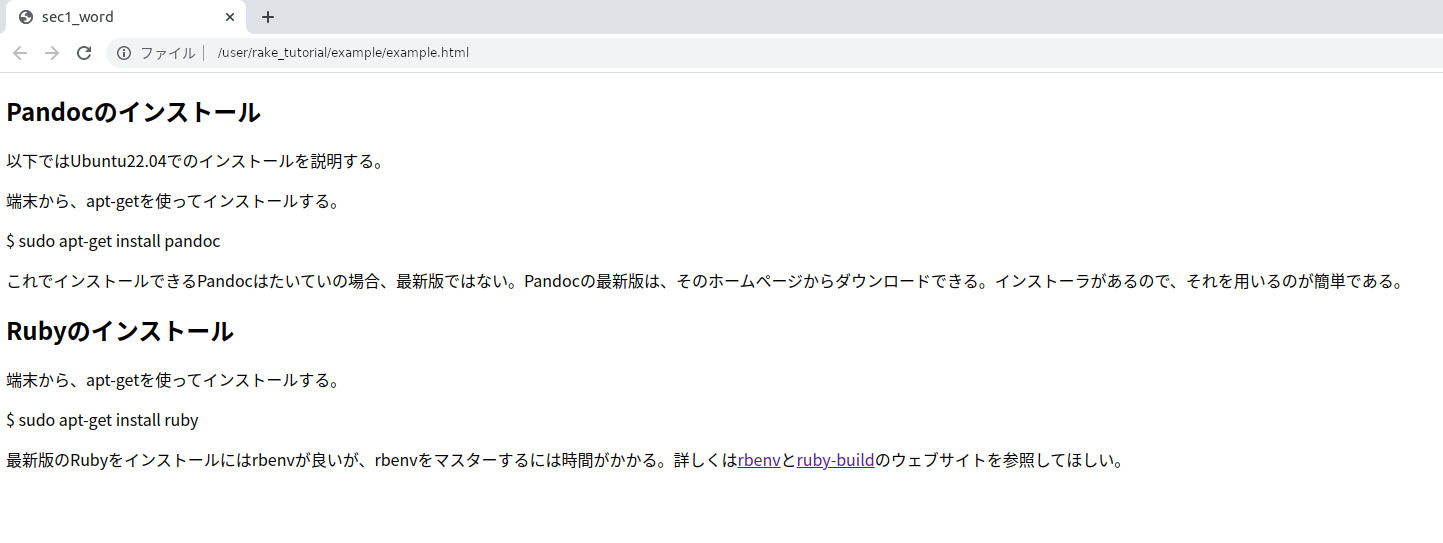 sec1_word
ファイル | /user/rake_tutorial/example/example.html
Pandocのインストール
以下ではUbuntu22.04でのインストールを説明する。
端末から、apt-getを使ってインストールする。
$ sudo apt-get install pandoc
これでインストールできるPandocはたいていの場合、最新版ではない。Pandocの最新版は、そのホームページからダウンロードできる。インストーラがあるので、それを用いるのが簡単である。
Rubyのインストール
端末から、apt-getを使ってインストールする。
$ sudo apt-get install ruby
最新版のRubyをインストールにはrbenvが良いが、rbenvをマスターするには時間がかかる。詳しくはrbenvとruby-buildのウェブサイトを参照してほしい。